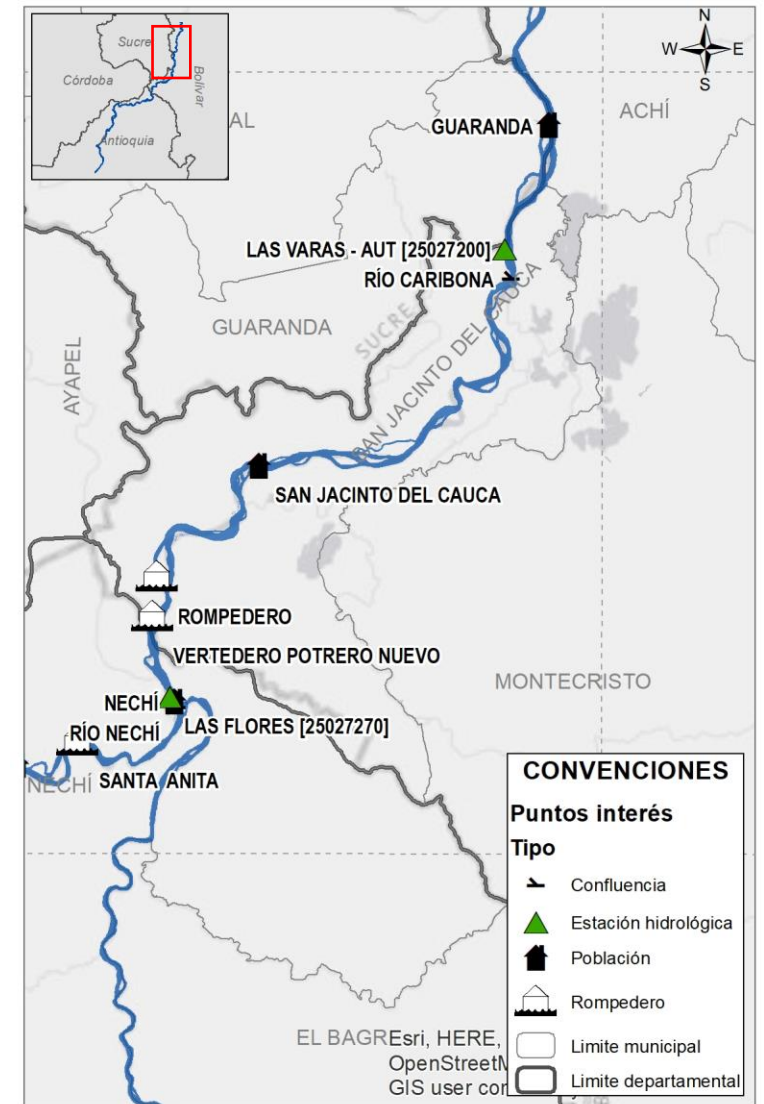 Sucre
Córdoba
Bolívar
Antioquia
N
W
E
S
AL
ACHÍ
GUARANDA
LAS VARAS - AUT [25027200]
RÍO CARIBONA
GUARANDA
SUCRE
SAN JACINTO DEL CAUCA
AYAPEL
SAN JACINTO DEL CAUCA
ROMPEDERO
VERTEDERO POTRERO NUEVO
MONTECRISTO
NECHÍ
LAS FLORES [25027270]
RÍO NECHÍ
NECHÍ
SANTA ANITA
CONVENCIONES
Puntos interés
Tipo
Confluencia
Estación hidrológica
Población
Rompedero
Limite municipal
Limite departamental
EL BAGRE
Esri, HERE,
OpenStreetM
GIS user con